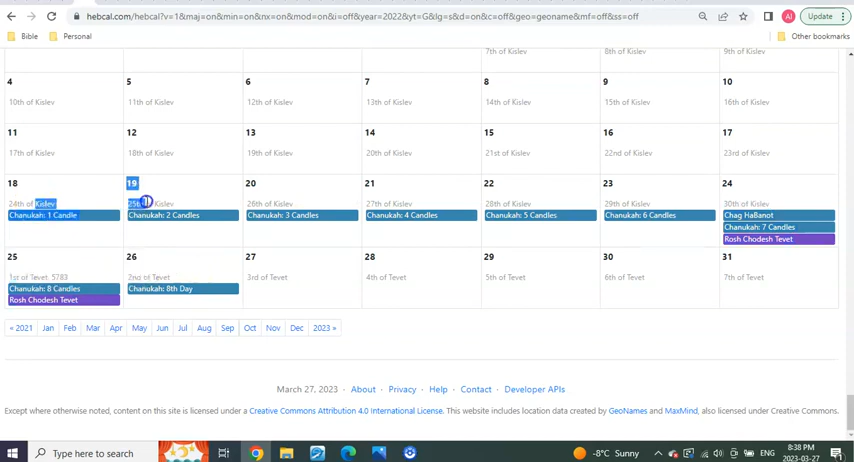 hebcal.com/hebcal?v=1&maj=on&min=on&nx=on&mod=on&i=off&year=2022&yt=G&lg=s&d=on&c=off&geo=geoname&mf=off&ss=off
AI
Update
Bible
Personal
Other bookmarks
7th of Kislev
8th of Kislev
9th of Kislev
4 5 6 7 8 9 10
10th of Kislev 11th of Kislev 12th of Kislev 13th of Kislev 14th of Kislev 15th of Kislev 16th of Kislev
11 12 13 14 15 16 17
17th of Kislev 18th of Kislev 19th of Kislev 20th of Kislev 21st of Kislev 22nd of Kislev 23rd of Kislev
18 19 20 21 22 23 24
24th of Kislev Kislev 26th of Kislev 27th of Kislev 28th of Kislev 29th of Kislev 30th of Kislev
Chanukah: 1 Candle Chanukah: 2 Candles Chanukah: 3 Candles Chanukah: 4 Candles Chanukah: 5 Candles Chanukah: 6 Candles Chag HaBanot
Chanukah: 7 Candles
Rosh Chodesh Tevet
25 26 27 28 29 30 31
1st of Tevet, 5783 2nd of Tevet 3rd of Tevet 4th of Tevet 5th of Tevet 6th of Tevet 7th of Tevet
Chanukah: 8 Candles Chanukah: 8th Day
Rosh Chodesh Tevet
« 2021 Jan Feb Mar Apr May Jun Jul Aug Sep Oct Nov Dec 2023 »
March 27, 2023 · About · Privacy · Help · Contact · Developer APIs
Except where otherwise noted, content on this site is licensed under a Creative Commons Attribution 4.0 International License. This website includes location data created by GeoNames and MaxMind, also licensed under Creative Commons.
Type here to search
-8°C Sunny
ENG
8:38 PM
2023-03-27